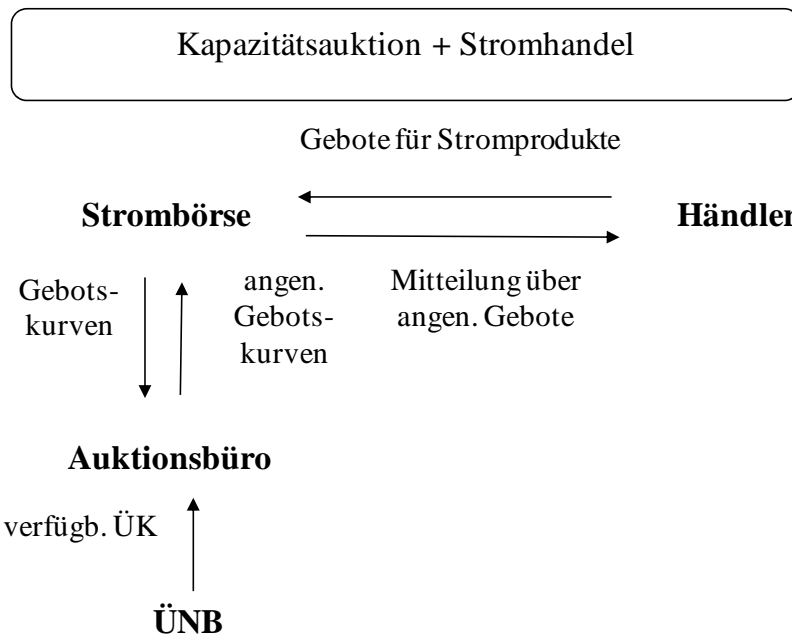 Kapazitätsauktion + Stromhandel
Gebote für Stromprodukte
Strombörse
Händler
Gebots-
kurven
angen.
Gebots-
kurven
Mitteilung über
angen. Gebote
Auktionsbüro
verfügb. ÜK
ÜNB